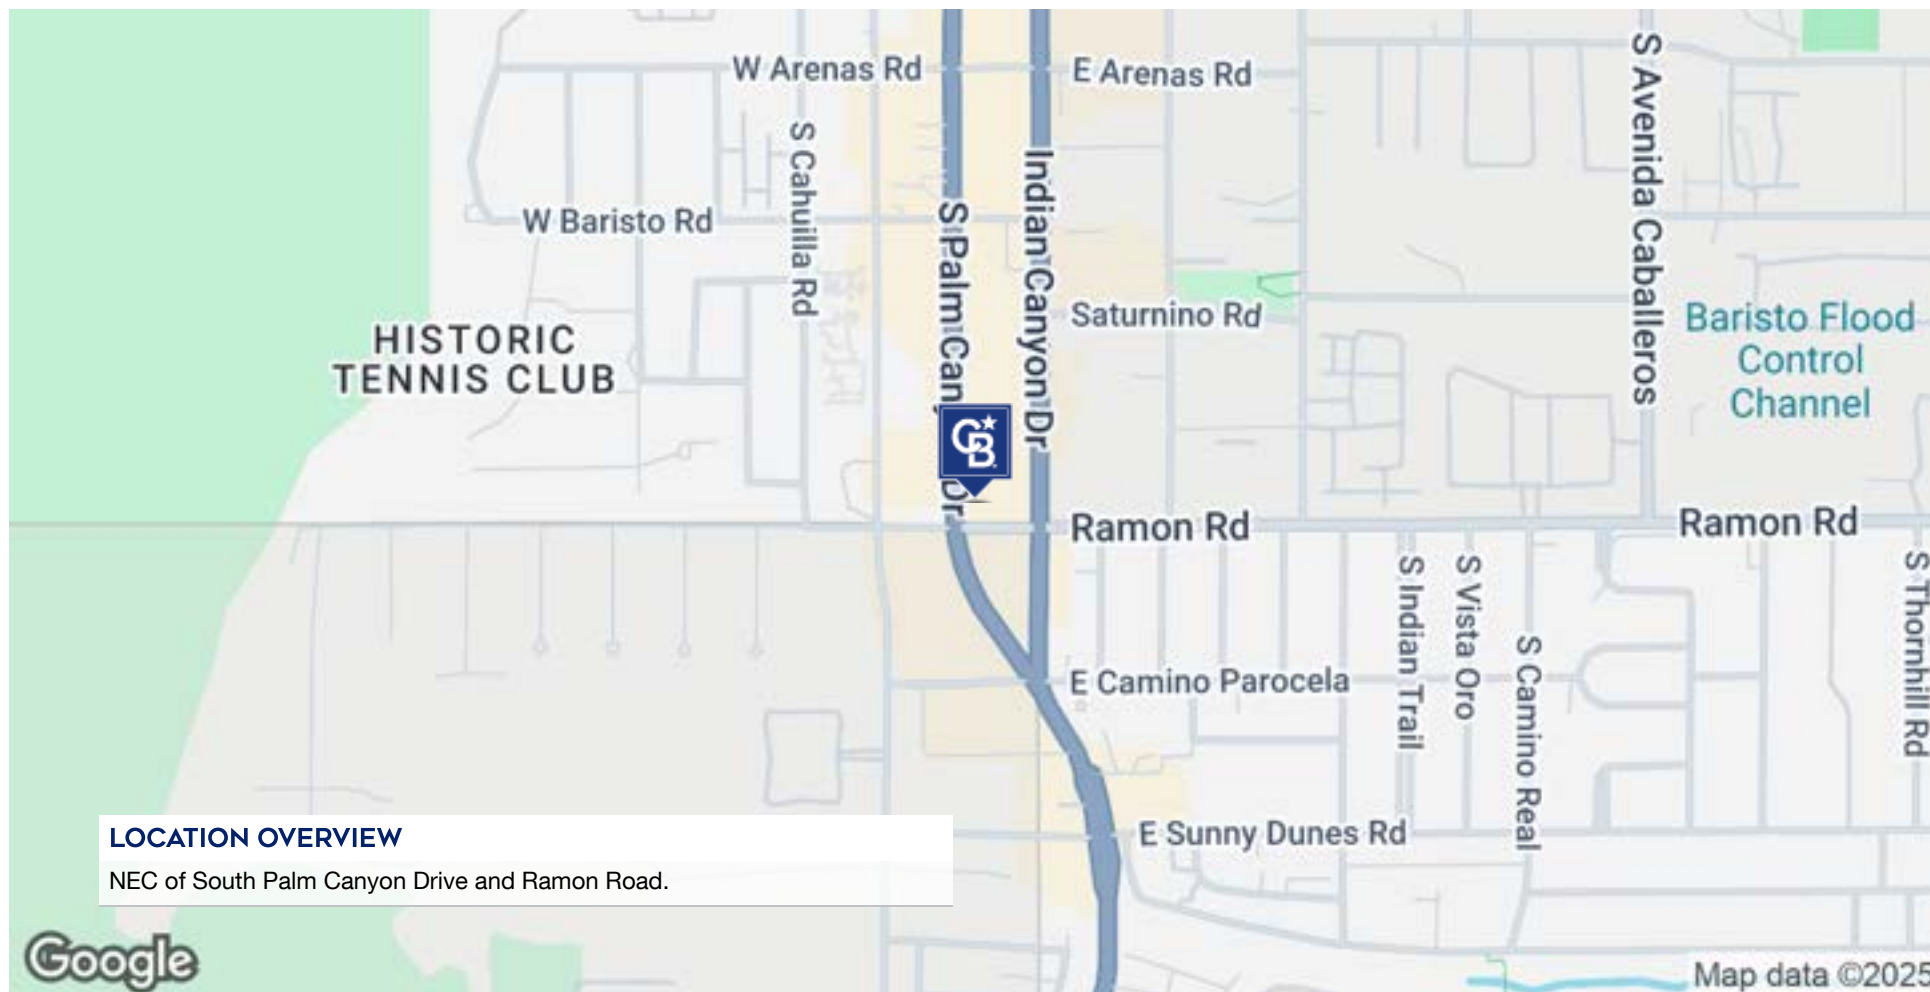 W Arenas Rd
E Arenas Rd
S Avenida Caballeros
S Cahuilla Rd
Indian Canyon Dr
W Baristo Rd
S Palm Can
Dr
Saturnino Rd
Baristo Flood
Control
Channel
HISTORIC
TENNIS CLUB
CB
Ramon Rd
Ramon Rd
S Indian Trail
S Vista Oro
S Thornhill Rd
S Camino Real
E Camino Parocela
LOCATION OVERVIEW
E Sunny Dunes Rd
NEC of South Palm Canyon Drive and Ramon Road.
Google
Map data ©2025